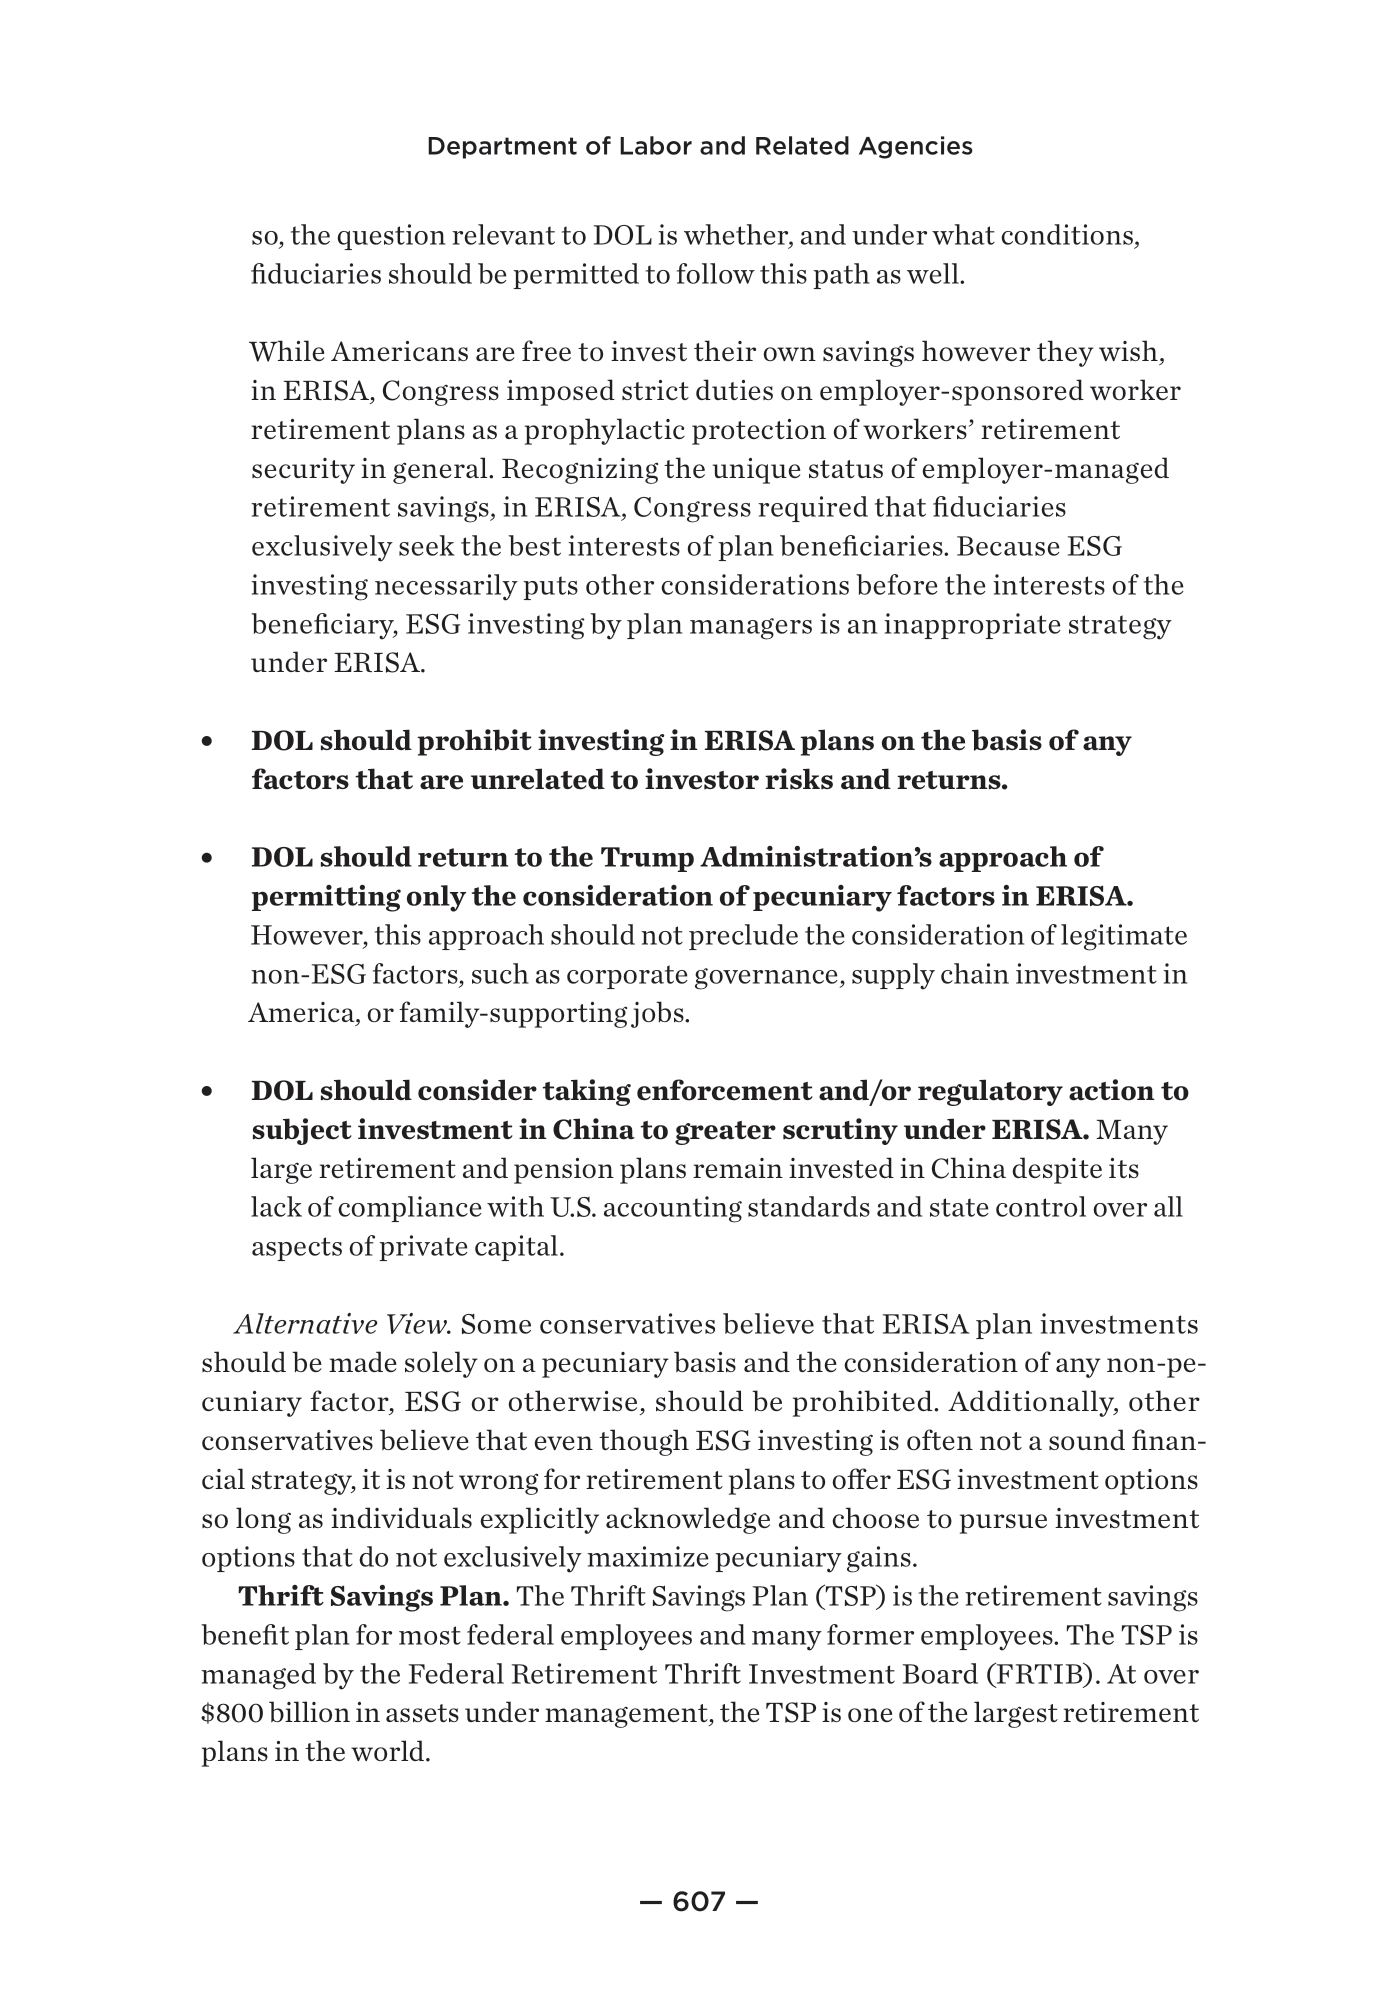 Department of Labor and Related Agencies
so, the question relevant to DOL is whether, and under what conditions,
fiduciaries should be permitted to follow this path as well.
While Americans are free to invest their own savings however they wish,
in ERISA, Congress imposed strict duties on employer-sponsored worker
retirement plans as a prophylactic protection of workers’ retirement
security in general. Recognizing the unique status of employer-managed
retirement savings, in ERISA, Congress required that fiduciaries
exclusively seek the best interests of plan beneficiaries. Because ESG
investing necessarily puts other considerations before the interests of the
beneficiary, ESG investing by plan managers is an inappropriate strategy
under ERISA.
• DOL should prohibit investing in ERISA plans on the basis of any
factors that are unrelated to investor risks and returns.
• DOL should return to the Trump Administration’s approach of
permitting only the consideration of pecuniary factors in ERISA.
However, this approach should not preclude the consideration of legitimate
non-ESG factors, such as corporate governance, supply chain investment in
America, or family-supporting jobs.
• DOL should consider taking enforcement and/or regulatory action to
subject investment in China to greater scrutiny under ERISA. Many
large retirement and pension plans remain invested in China despite its
lack of compliance with U.S. accounting standards and state control over all
aspects of private capital.
Alternative View. Some conservatives believe that ERISA plan investments
should be made solely on a pecuniary basis and the consideration of any non-pe-
cuniary factor, ESG or otherwise, should be prohibited. Additionally, other
conservatives believe that even though ESG investing is often not a sound finan-
cial strategy, it is not wrong for retirement plans to offer ESG investment options
so long as individuals explicitly acknowledge and choose to pursue investment
options that do not exclusively maximize pecuniary gains.
Thrift Savings Plan. The Thrift Savings Plan (TSP) is the retirement savings
benefit plan for most federal employees and many former employees. The TSP is
managed by the Federal Retirement Thrift Investment Board (FRTIB). At over
$800 billion in assets under management, the TSP is one of the largest retirement
plans in the world.
— 607 —